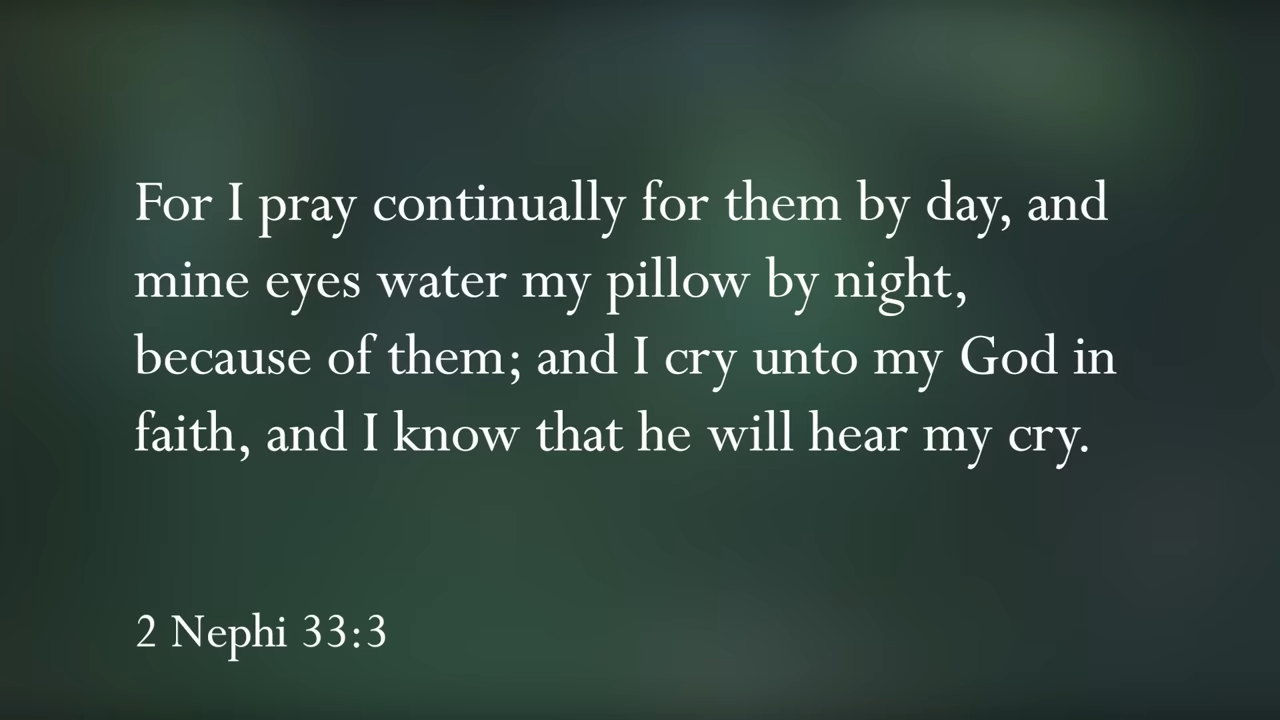 For I pray continually for them by day, and
mine eyes water my pillow by night,
because of them; and I cry unto my God in
faith, and I know that he will hear my cry.
2 Nephi 33:3